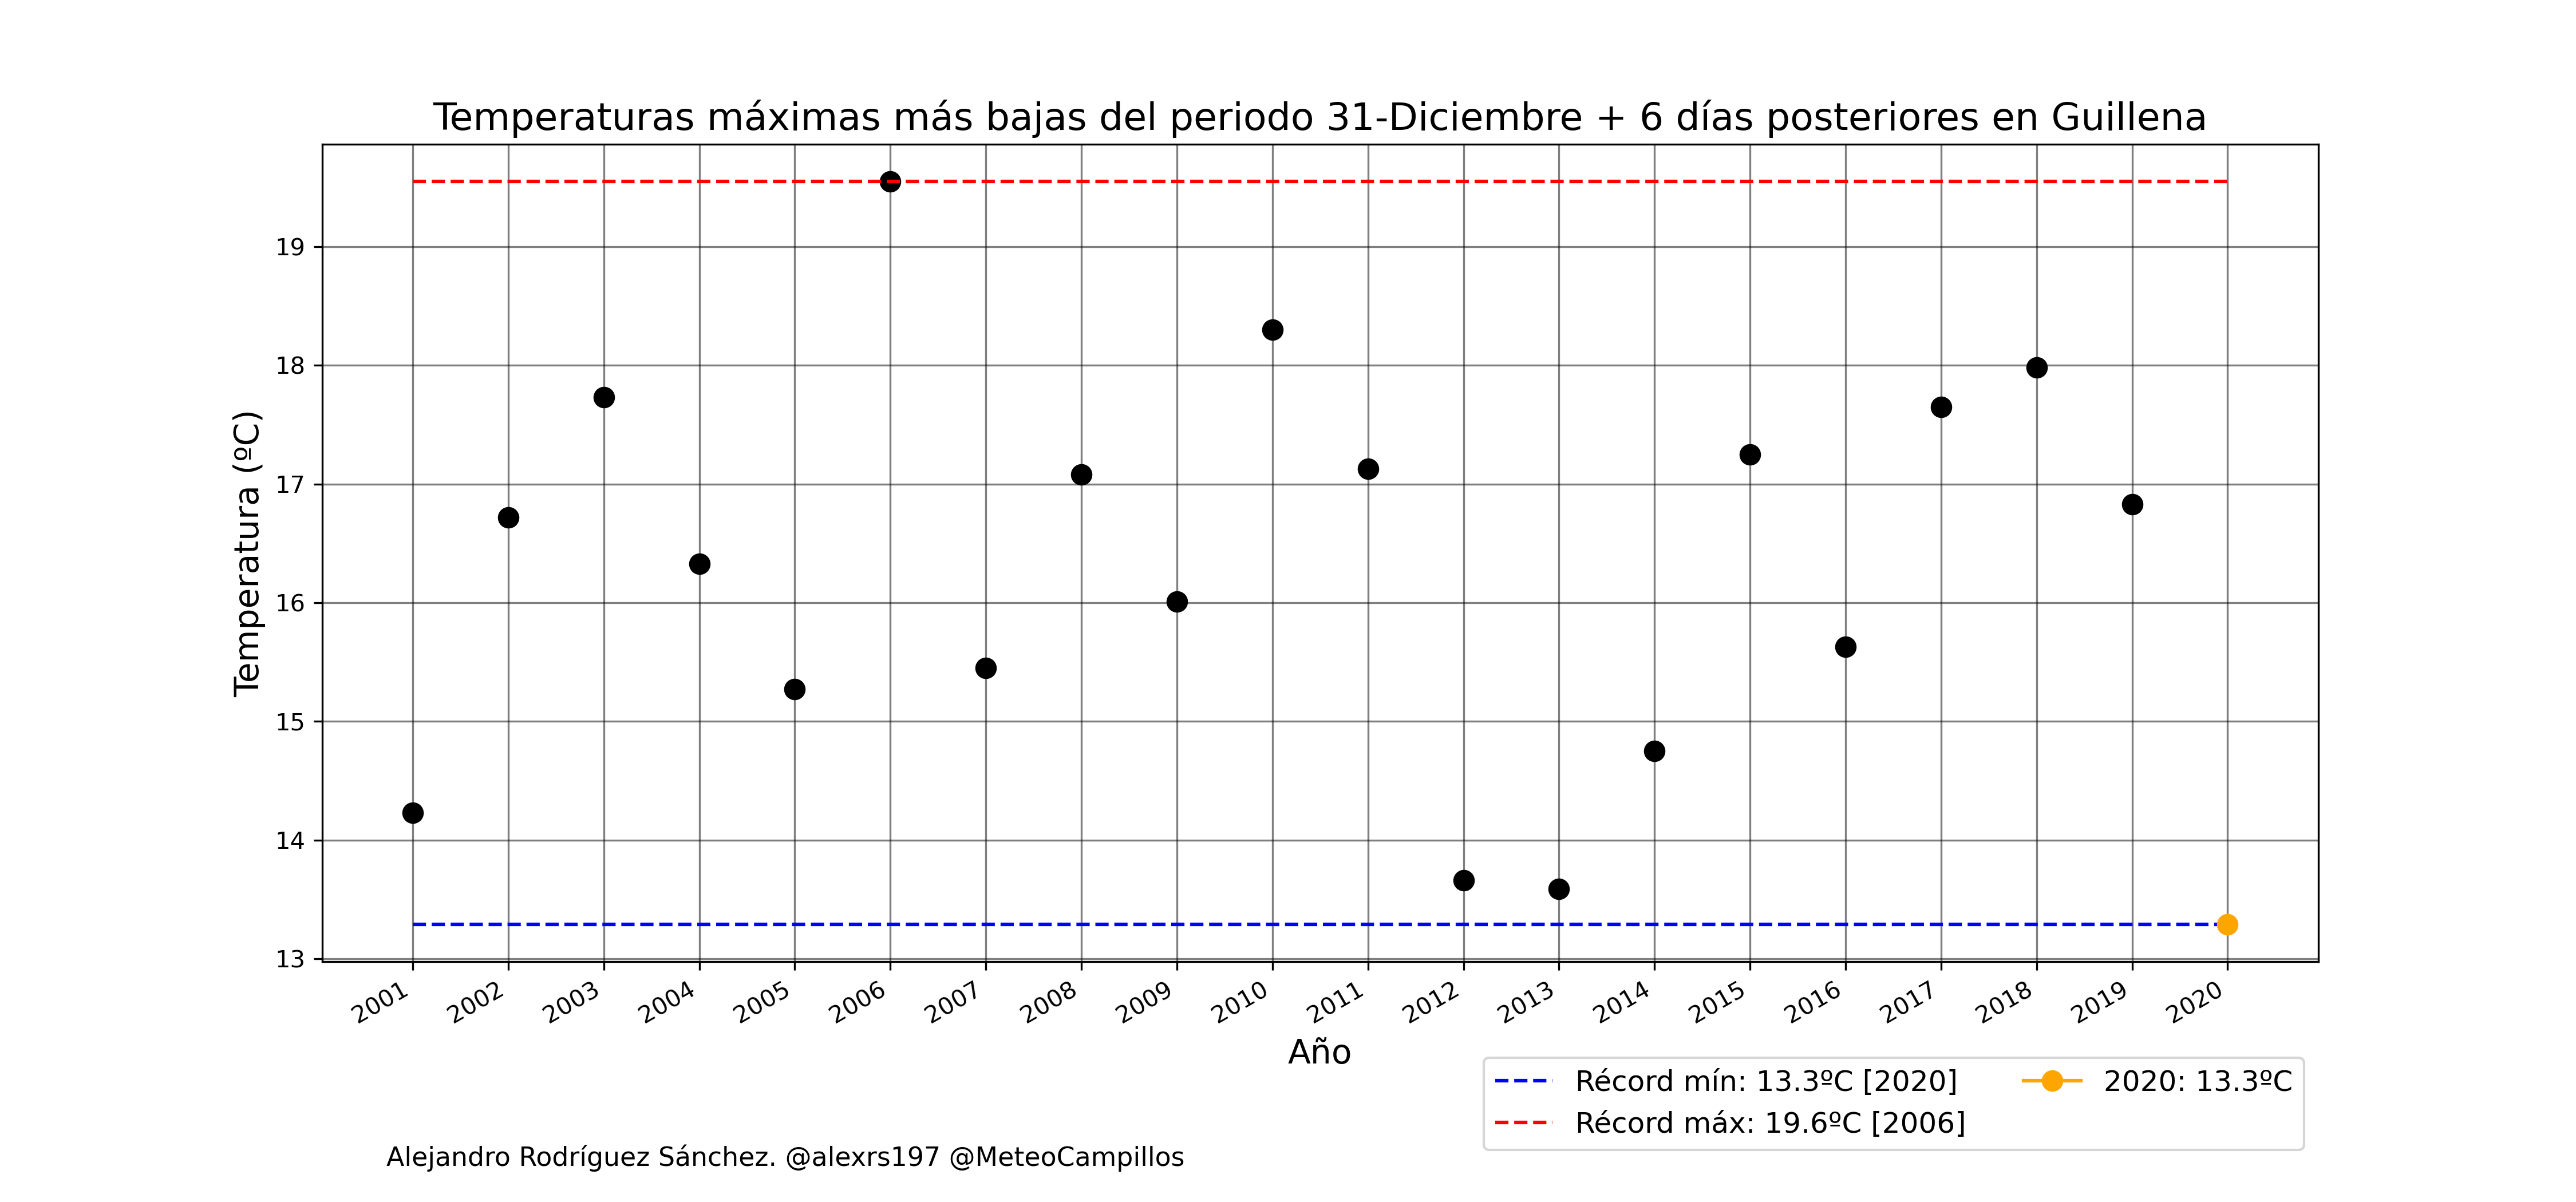 Temperaturas máximas más bajas del periodo 31-Diciembre + 6 días posteriores en Guillena
Temperatura (ºC)
19
18
17
16
15
14
13
2001 2002 2003 2004 2005 2006 2007 2008 2009 2010 2011 2012 2013 2014 2015 2016 2017 2018 2019 2020
Año
Récord mín: 13.3ºC [2020]
Récord máx: 19.6ºC [2006]
2020: 13.3ºC
Alejandro Rodríguez Sánchez. @alexrs197 @MeteoCampillos